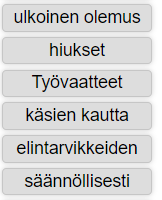 ulkoinen olemus
hiukset
Työvaatteet
käsien kautta
elintarvikkeiden
säännöllisesti